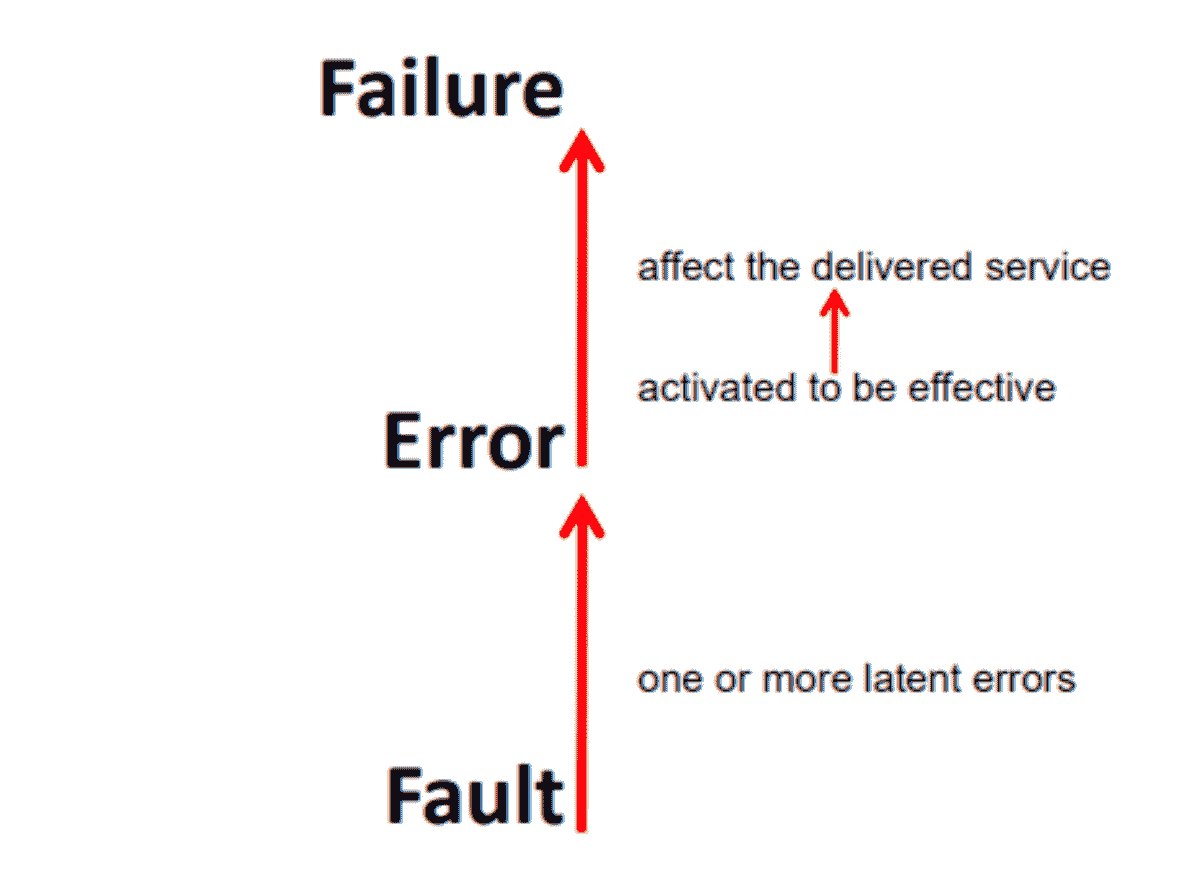 Failure
affect the delivered service
activated to be effective
Error
one or more latent errors
Fault